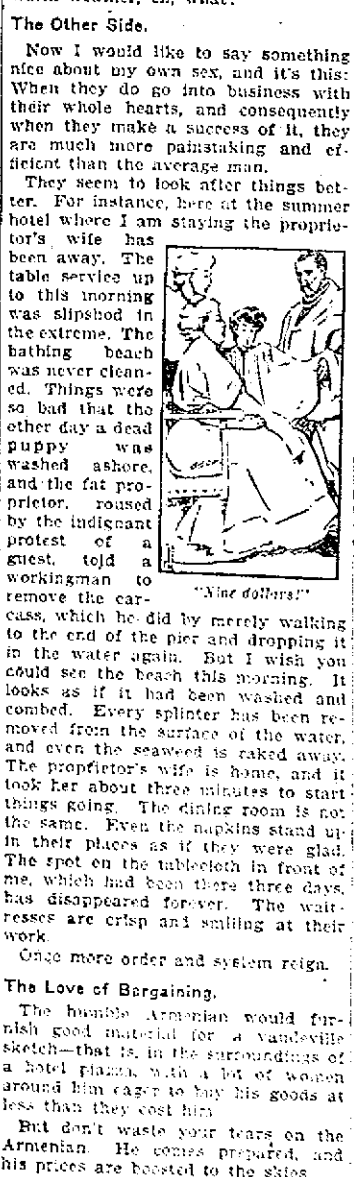 The Other Side.
Now I would like to say something
nice about my own sex, and it's this:
When they do go into business with
their whole hearts, and consequently
when they make a success of it, they
are much more painstaking and ef-
ficient than the average man.
They seem to look after things bet-
ter. For instance, here at the summer
hotel where I am staying the proprie-
tor's wife has
been away. The
table service up
to this morning
was slipshod in
the extreme. The
bathing beach
was never clean-
ed. Things were
so bad that the
other day a dead
puppy was
washed ashore,
and the fat pro-
prietor, roused
by the indignant
protest of a
guest, told a
workingman to
remove the car-
"Nine dollars!"
cass, which he did by merely walking
to the end of the pier and dropping it
in the water again. But I wish you
could see the beach this morning. It
looks as if it had been washed and
combed. Every splinter has been re-
moved from the surface of the water,
and even the seaweed is raked away.
The proprietor's wife is home, and it
took her about three minutes to start
things going. The dining room is not
the same. Even the napkins stand up
in their places as if they were glad.
The spot on the tablecloth in front of
me, which had been there three days,
has disappeared forever. The wait-
resses are crisp and smiling at their
work.
Once more order and system reign.
The Love of Bargaining.
The humble Armenian would fur-
nish good material for a vaudeville
sketch—that is, in the surroundings of
a hotel piazza, with a lot of women
around him eager to buy his goods at
less than they cost him.
But don't waste your tears on the
Armenian. He comes prepared, and
his prices are boosted to the skies